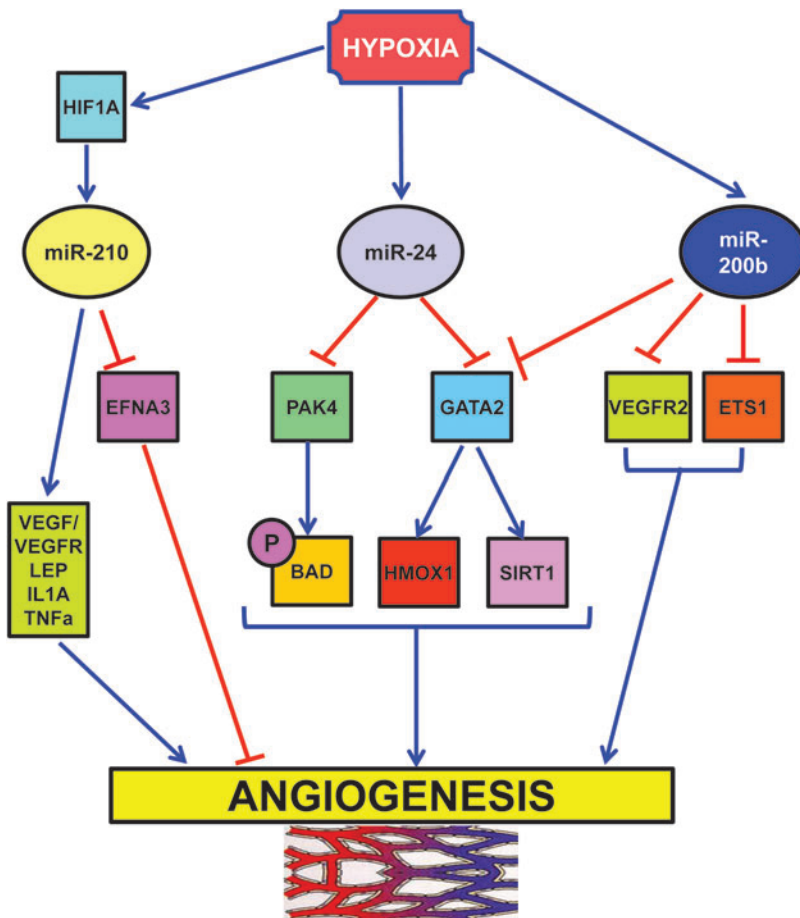 HYPOXIA
HIF1A
miR-210
miR-24
miR-
200b
EFNA3
PAK4
GATA2
VEGFR2
ETS1
VEGF/
VEGFR
LEP
IL1A
TNFa
P
BAD
HMOX1
SIRT1
ANGIOGENESIS